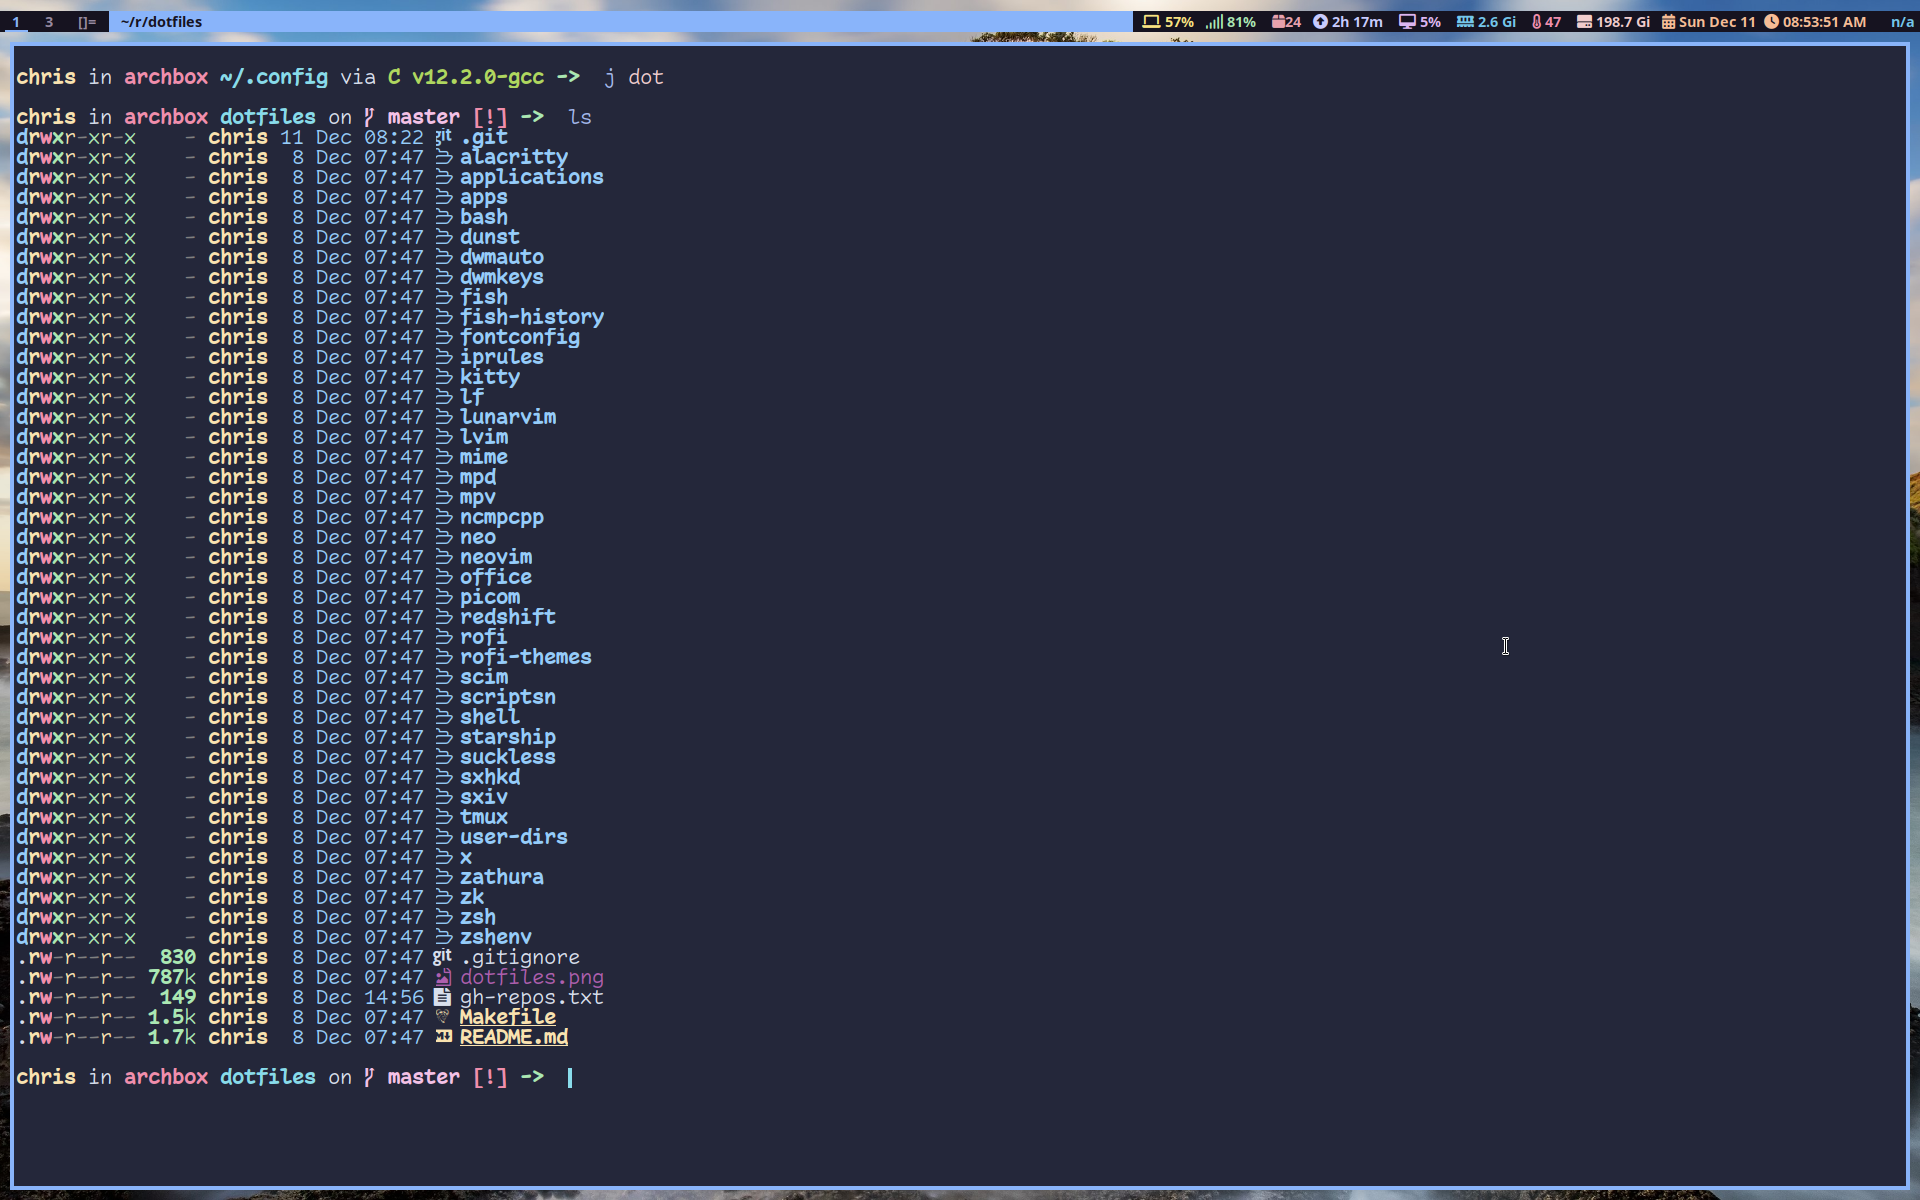 1 3 []= ~/r/dotfiles 57% 81% 24 2h 17m 5% 2.6 Gi 47 198.7 Gi Sun Dec 11 08:53:51 AM n/a
chris in archbox ~/.config via C v12.2.0-gcc -> j dot
chris in archbox dotfiles on master [!] -> ls
drwxr-xr-x - chris 11 Dec 08:22 git .git
drwxr-xr-x - chris 8 Dec 07:47 alacritty
drwxr-xr-x - chris 8 Dec 07:47 applications
drwxr-xr-x - chris 8 Dec 07:47 apps
drwxr-xr-x - chris 8 Dec 07:47 bash
drwxr-xr-x - chris 8 Dec 07:47 dunst
drwxr-xr-x - chris 8 Dec 07:47 dwmauto
drwxr-xr-x - chris 8 Dec 07:47 dwmkeys
drwxr-xr-x - chris 8 Dec 07:47 fish
drwxr-xr-x - chris 8 Dec 07:47 fish-history
drwxr-xr-x - chris 8 Dec 07:47 fontconfig
drwxr-xr-x - chris 8 Dec 07:47 iprules
drwxr-xr-x - chris 8 Dec 07:47 kitty
drwxr-xr-x - chris 8 Dec 07:47 lf
drwxr-xr-x - chris 8 Dec 07:47 lunarvim
drwxr-xr-x - chris 8 Dec 07:47 lvim
drwxr-xr-x - chris 8 Dec 07:47 mime
drwxr-xr-x - chris 8 Dec 07:47 mpd
drwxr-xr-x - chris 8 Dec 07:47 mpv
drwxr-xr-x - chris 8 Dec 07:47 ncmpcpp
drwxr-xr-x - chris 8 Dec 07:47 neo
drwxr-xr-x - chris 8 Dec 07:47 neovim
drwxr-xr-x - chris 8 Dec 07:47 office
drwxr-xr-x - chris 8 Dec 07:47 picom
drwxr-xr-x - chris 8 Dec 07:47 redshift
drwxr-xr-x - chris 8 Dec 07:47 rofi
drwxr-xr-x - chris 8 Dec 07:47 rofi-themes
drwxr-xr-x - chris 8 Dec 07:47 scim
drwxr-xr-x - chris 8 Dec 07:47 scriptsn
drwxr-xr-x - chris 8 Dec 07:47 shell
drwxr-xr-x - chris 8 Dec 07:47 starship
drwxr-xr-x - chris 8 Dec 07:47 suckless
drwxr-xr-x - chris 8 Dec 07:47 sxhkd
drwxr-xr-x - chris 8 Dec 07:47 sxiv
drwxr-xr-x - chris 8 Dec 07:47 tmux
drwxr-xr-x - chris 8 Dec 07:47 user-dirs
drwxr-xr-x - chris 8 Dec 07:47 x
drwxr-xr-x - chris 8 Dec 07:47 zathura
drwxr-xr-x - chris 8 Dec 07:47 zk
drwxr-xr-x - chris 8 Dec 07:47 zsh
drwxr-xr-x - chris 8 Dec 07:47 zshenv
.rw-r--r-- 830 chris 8 Dec 07:47 git .gitignore
.rw-r--r-- 787k chris 8 Dec 07:47 dotfiles.png
.rw-r--r-- 149 chris 8 Dec 14:56 gh-repos.txt
.rw-r--r-- 1.5k chris 8 Dec 07:47 Makefile
.rw-r--r-- 1.7k chris 8 Dec 07:47 README.md
chris in archbox dotfiles on master [!] ->